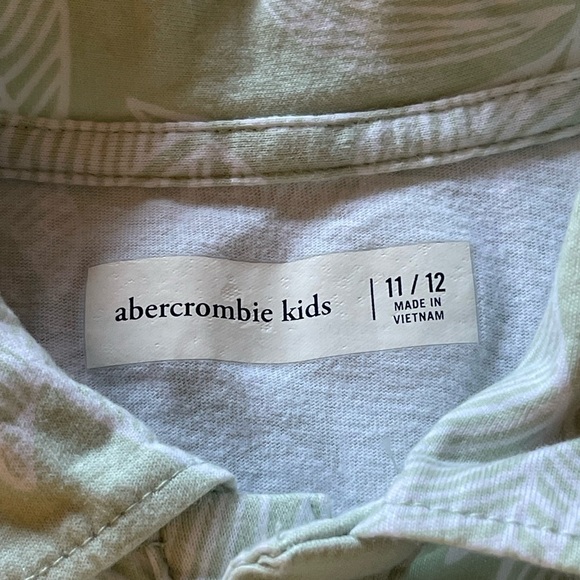 abercrombie kids
11 / 12
MADE IN
VIETNAM